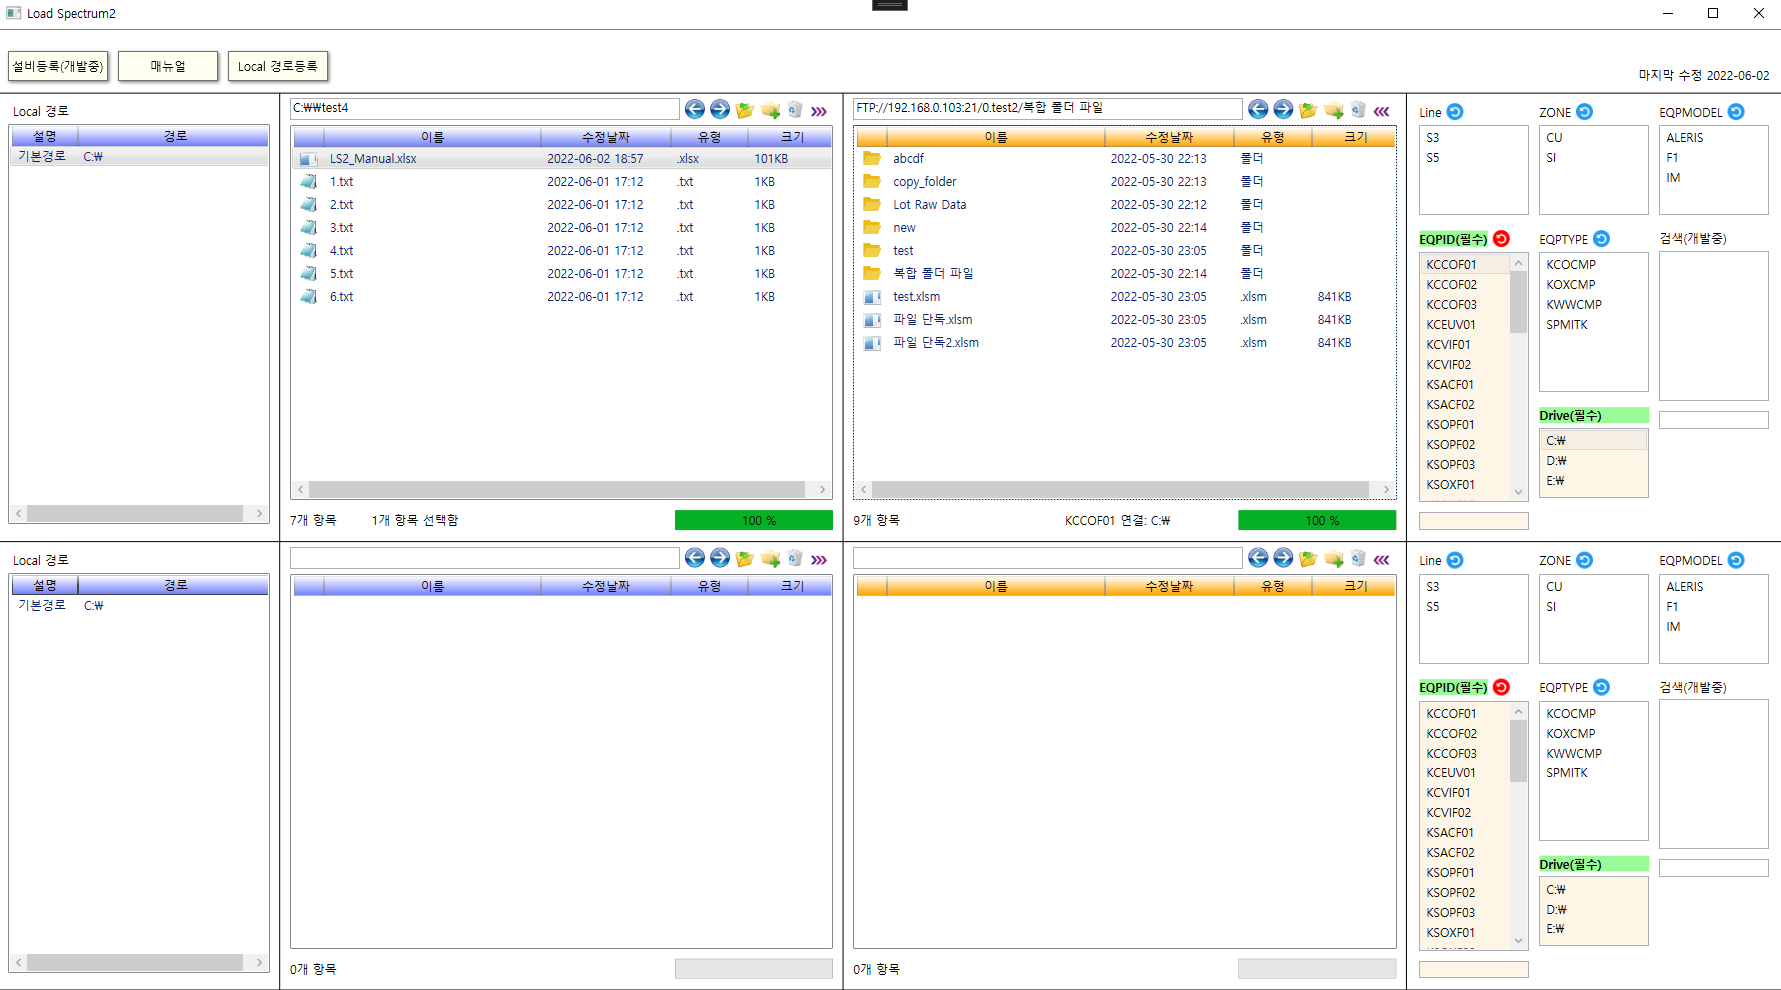 Load Spectrum2
설비등록(개발중) 매뉴얼 Local 경로등록
마지막 수정 2022-06-02
Local 경로
설명 경로
기본경로 C:₩
C:₩₩test4
이름 수정날짜 유형 크기
LS2_Manual.xlsx 2022-06-02 18:57 .xlsx 101KB
1.txt 2022-06-01 17:12 .txt 1KB
2.txt 2022-06-01 17:12 .txt 1KB
3.txt 2022-06-01 17:12 .txt 1KB
4.txt 2022-06-01 17:12 .txt 1KB
5.txt 2022-06-01 17:12 .txt 1KB
6.txt 2022-06-01 17:12 .txt 1KB
7개 항목 1개 항목 선택함 100 %
FTP://192.168.0.103:21/0.test2/복합 폴더 파일
이름 수정날짜 유형 크기
abcdf 2022-05-30 22:13 폴더
copy_folder 2022-05-30 22:13 폴더
Lot Raw Data 2022-05-30 22:12 폴더
new 2022-05-30 22:14 폴더
test 2022-05-30 23:05 폴더
복합 폴더 파일 2022-05-30 22:14 폴더
test.xlsm 2022-05-30 23:05 .xlsm 841KB
파일 단독.xlsm 2022-05-30 23:05 .xlsm 841KB
파일 단독2.xlsm 2022-05-30 23:05 .xlsm 841KB
9개 항목 KCCOF01 연결: C:₩ 100 %
Line
S3
S5
ZONE
CU
SI
EQPMODEL
ALERIS
F1
IM
EQPID(필수)
KCCOF01
KCCOF02
KCCOF03
KCEUV01
KCVIF01
KCVIF02
KSACF01
KSACF02
KSOPF01
KSOPF02
KSOPF03
KSOXF01
EQPTYPE
KCOCMP
KOXCMP
KWWCMP
SPMITK
Drive(필수)
C:₩
D:₩
E:₩
검색(개발중)
Local 경로
설명 경로
기본경로 C:₩
이름 수정날짜 유형 크기
0개 항목
이름 수정날짜 유형 크기
0개 항목
Line
S3
S5
ZONE
CU
SI
EQPMODEL
ALERIS
F1
IM
EQPID(필수)
KCCOF01
KCCOF02
KCCOF03
KCEUV01
KCVIF01
KCVIF02
KSACF01
KSACF02
KSOPF01
KSOPF02
KSOPF03
KSOXF01
EQPTYPE
KCOCMP
KOXCMP
KWWCMP
SPMITK
Drive(필수)
C:₩
D:₩
E:₩
검색(개발중)